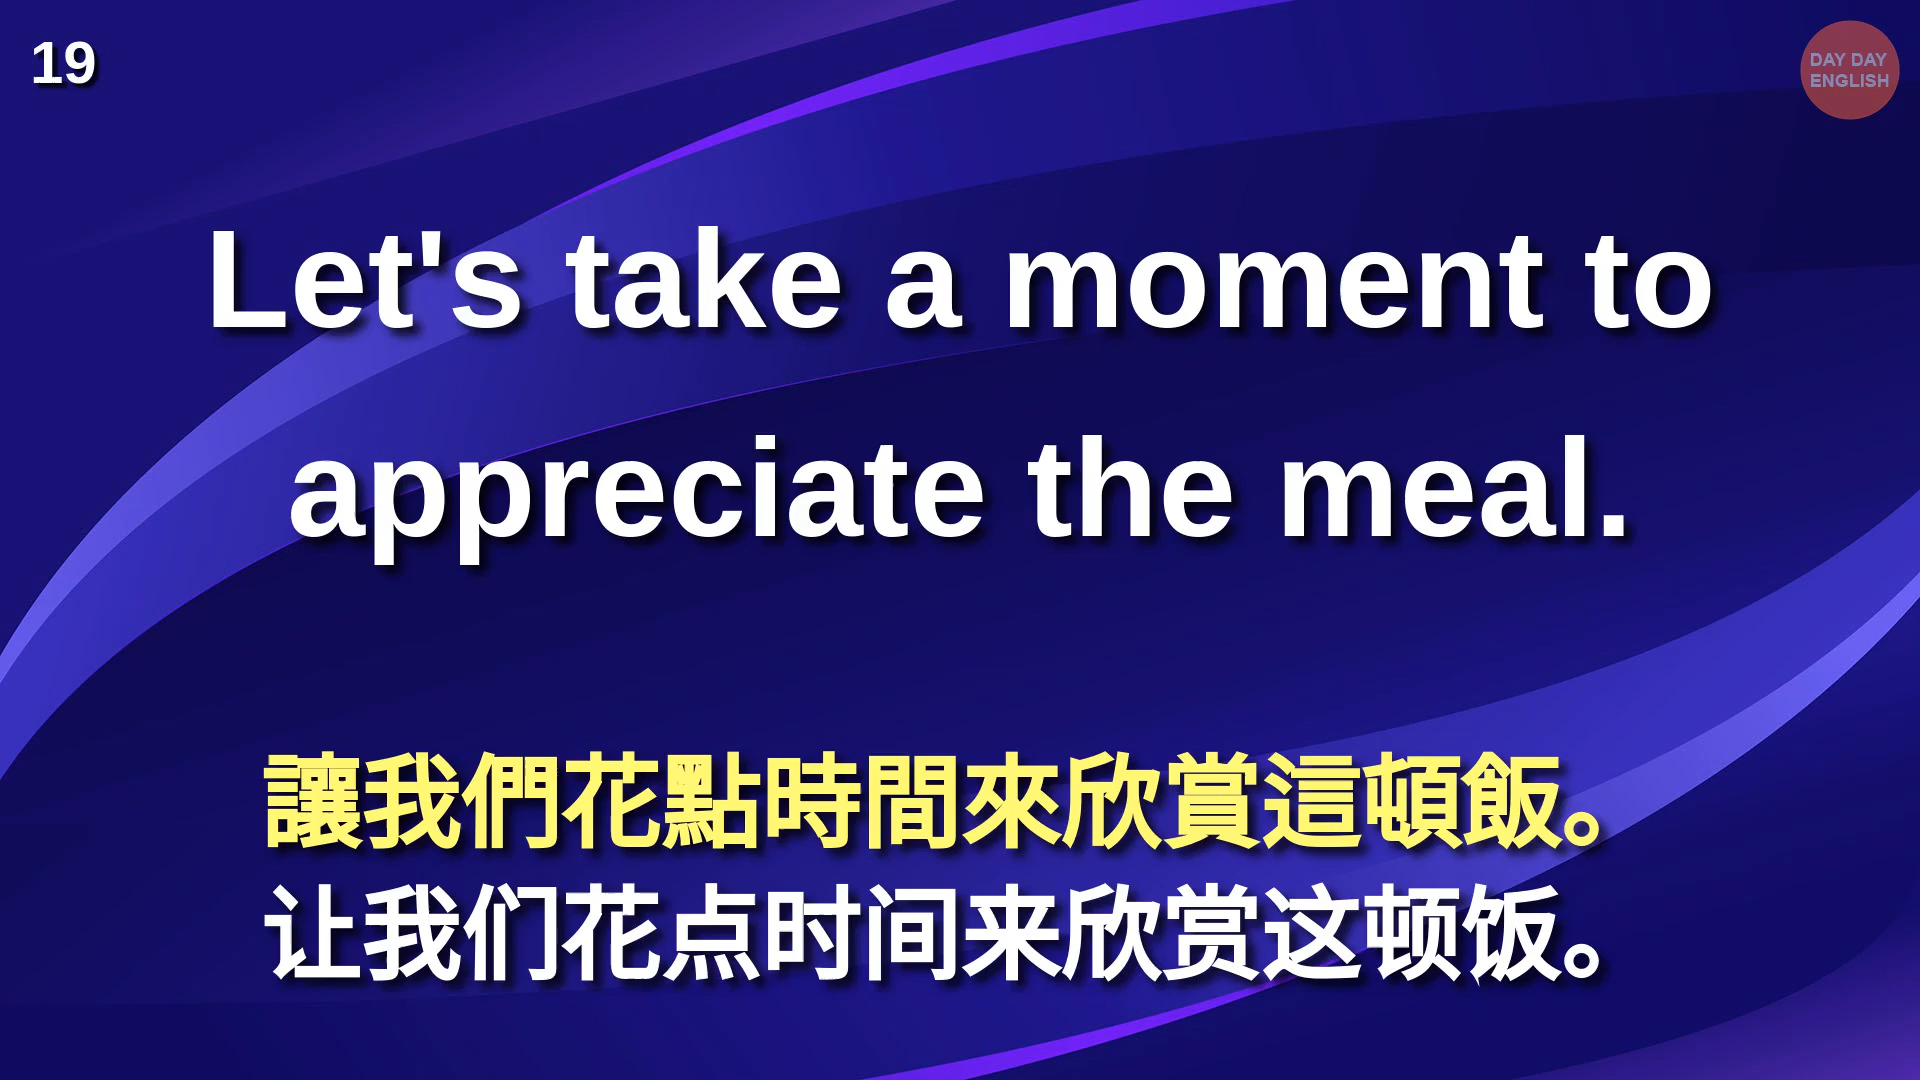 19
DAY DAY
ENGLISH
Let's take a moment to
appreciate the meal.
讓我們花點時間來欣賞這頓飯。
让我们花点时间来欣赏这顿饭。